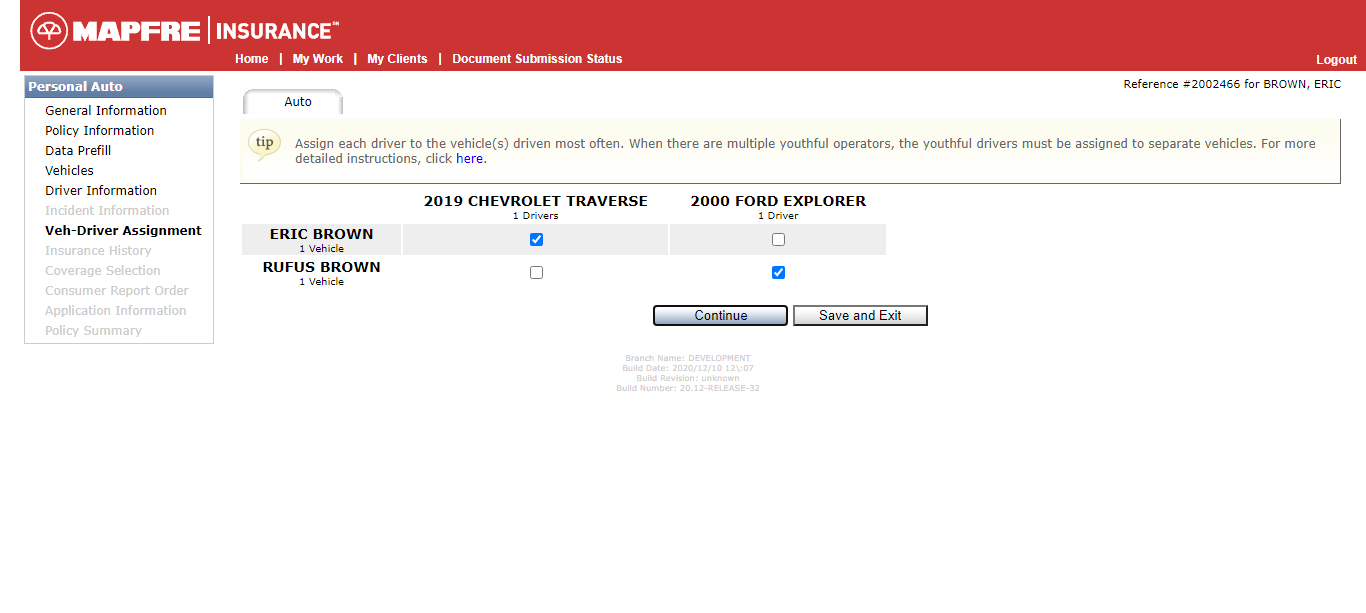 MAPFRE INSURANCE℠
Home | My Work | My Clients | Document Submission Status
Logout
Personal Auto
General Information
Policy Information
Data Prefill
Vehicles
Driver Information
Incident Information
Veh-Driver Assignment
Insurance History
Coverage Selection
Consumer Report Order
Application Information
Policy Summary
Reference #2002466 for BROWN, ERIC
Auto
tip
Assign each driver to the vehicle(s) driven most often. When there are multiple youthful operators, the youthful drivers must be assigned to separate vehicles. For more
detailed instructions, click here.
2019 CHEVROLET TRAVERSE 2000 FORD EXPLORER
1 Drivers 1 Driver
ERIC BROWN
1 Vehicle
RUFUS BROWN
1 Vehicle
Continue Save and Exit
Branch Name: DEVELOPMENT
Build Date: 2020/12/10 12\:07
Build Revision: unknown
Build Number: 20.12-RELEASE-32